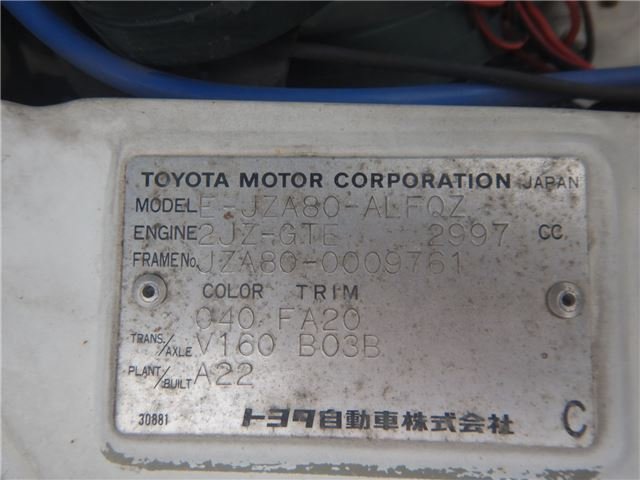 TOYOTA MOTOR CORPORATION JAPAN
MODEL E-JZA80-ALFQZ
ENGINE 2JZ-GTE 2997 CC
FRAME No. JZA80-0009761
COLOR TRIM
040 FA20
TRANS./AXLE V160 B03B
PLANT/BUILT A22
30881 トヨタ自動車株式会社 C